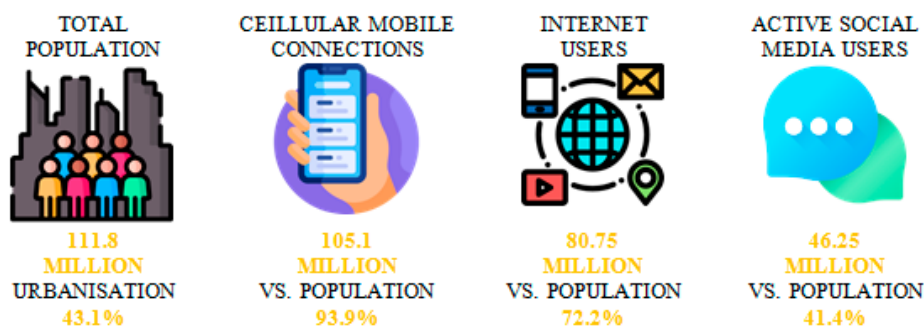 TOTAL
POPULATION
111.8
MILLION
URBANISATION
43.1%
CEILLULAR MOBILE
CONNECTIONS
105.1
MILLION
VS. POPULATION
93.9%
INTERNET
USERS
80.75
MILLION
VS. POPULATION
72.2%
ACTIVE SOCIAL
MEDIA USERS
46.25
MILLION
VS. POPULATION
41.4%